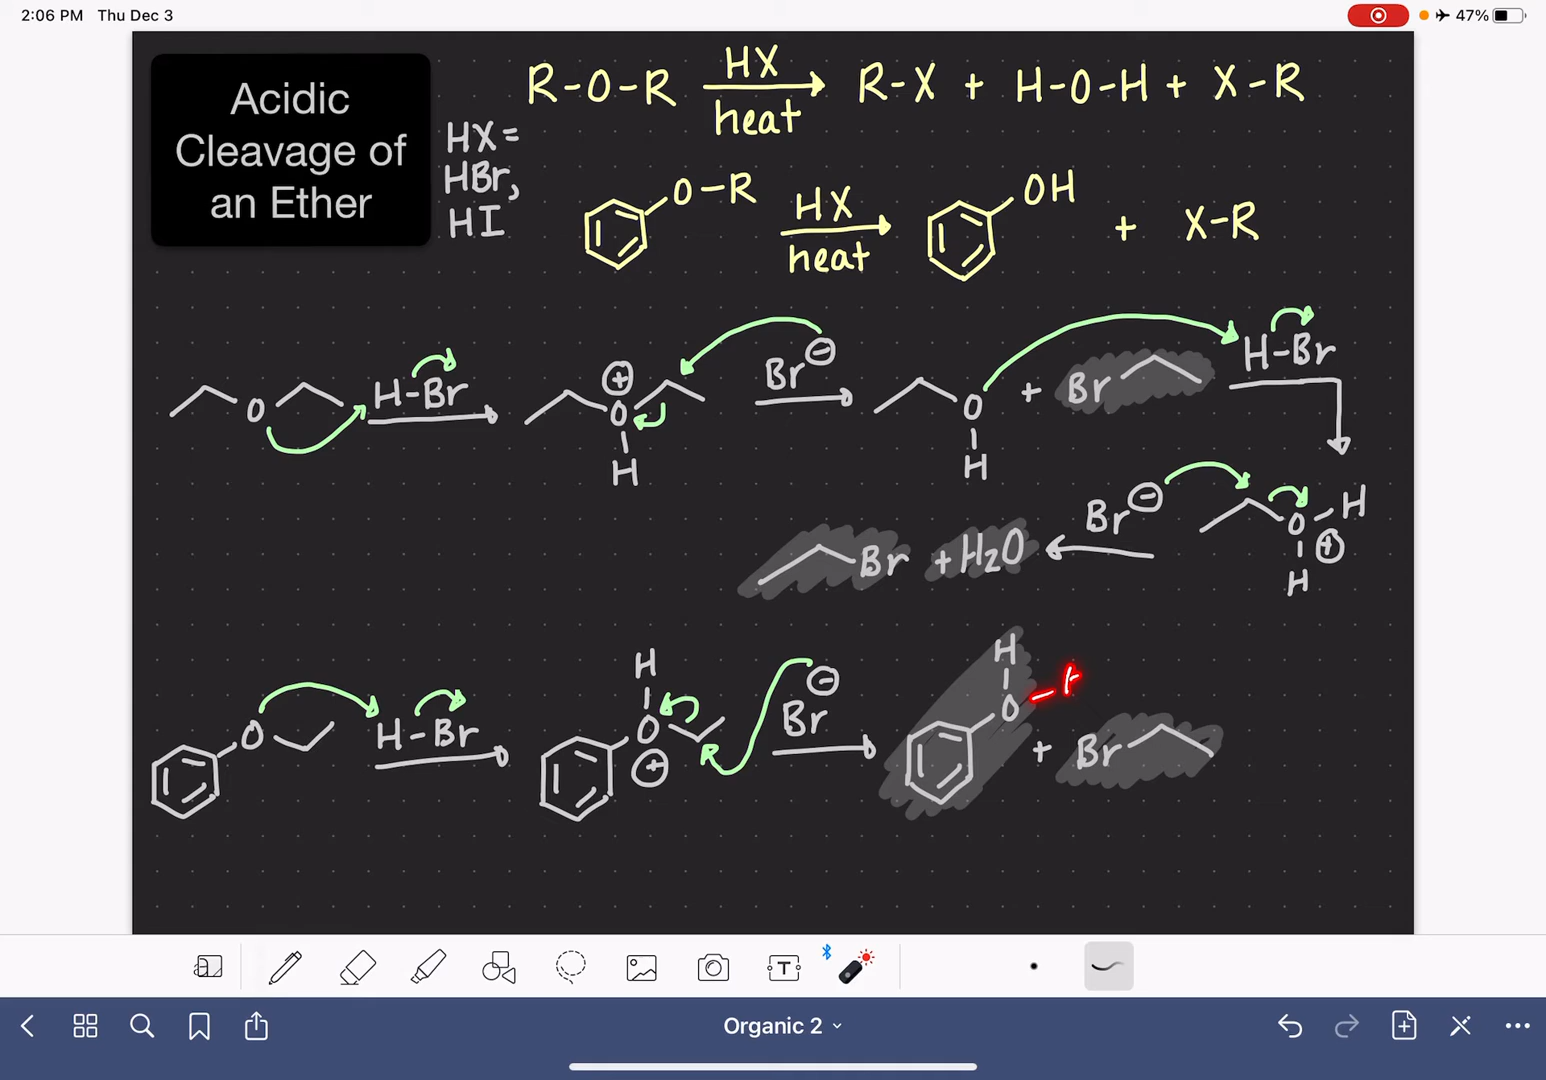 2:06 PM Thu Dec 3
47%
Acidic
Cleavage of
an Ether
HX=
HBr,
HI
R-O-R HX heat R-X + H-O-H + X-R
O-R HX heat OH + X-R
O H-Br ⊕ O H Br ⊖ O H + Br H-Br
Br + H2O Br ⊖ O H ⊕ H
O H-Br H O ⊕ Br ⊖ H O + Br
T
Organic 2